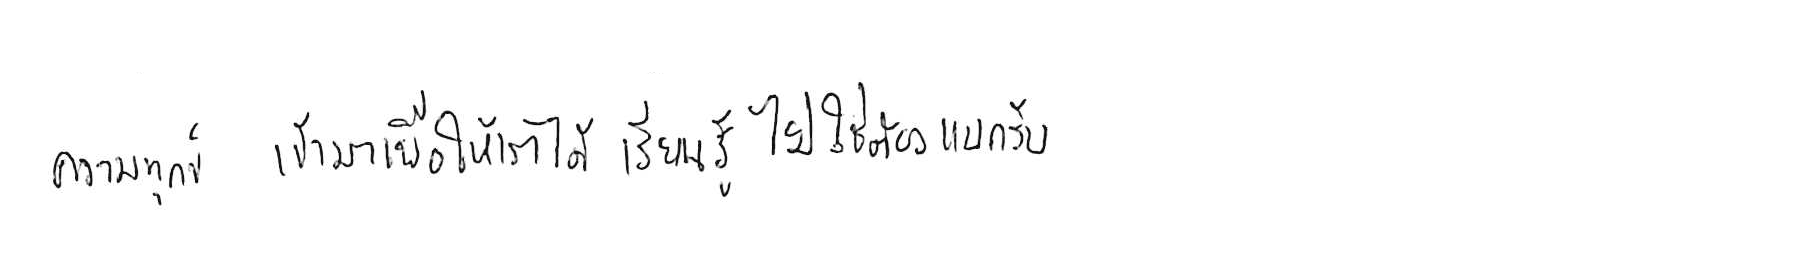 ความทุกข์ เข้ามาเพื่อให้เราได้ เรียนรู้ ไม่ใช่ต้องแบกรับ